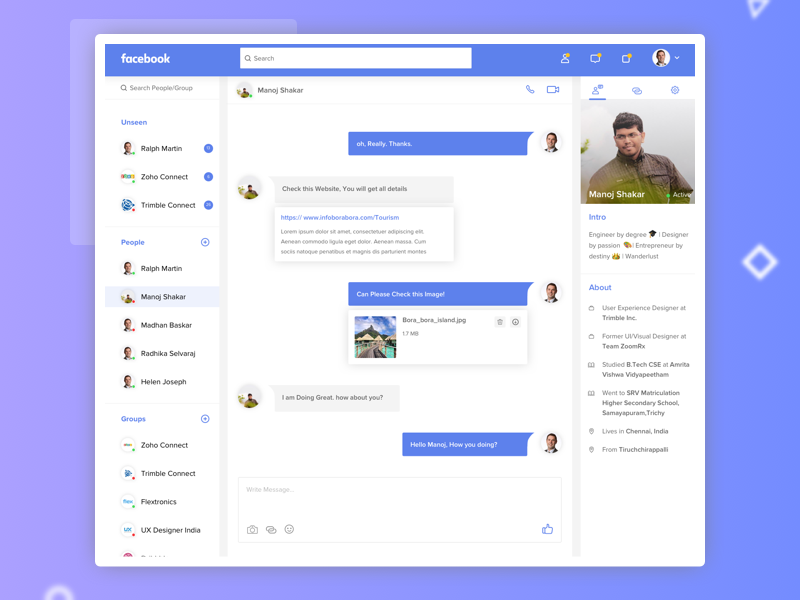 facebook
Search
Search People/Group
Unseen
Ralph Martin
Zoho Connect
Trimble Connect
People
Ralph Martin
Manoj Shakar
Madhan Baskar
Radhika Selvaraj
Helen Joseph
Groups
Zoho Connect
Trimble Connect
Flextronics
UX Designer India
Manoj Shakar
oh, Really. Thanks.
Check this Website, You will get all details
https:// www.infoborabora.com/Tourism
Lorem ipsum dolor sit amet, consectetuer adipiscing elit.
Aenean commodo ligula eget dolor. Aenean massa. Cum
sociis natoque penatibus et magnis dis parturient montes
Can Please Check this Image!
Bora_bora_island.jpg
1.7 MB
I am Doing Great. how about you?
Hello Manoj, How you doing?
Write Message...
Manoj Shakar
Active
Intro
Engineer by degree 🎓 | Designer
by passion 🎨 | Entrepreneur by
destiny 👑 | Wanderlust
About
User Experience Designer at
Trimble Inc.
Former UI/Visual Designer at
Team ZoomRx
Studied B.Tech CSE at Amrita
Vishwa Vidyapeetham
Went to SRV Matriculation
Higher Secondary School,
Samayapuram,Trichy
Lives in Chennai, India
From Tiruchchirappalli